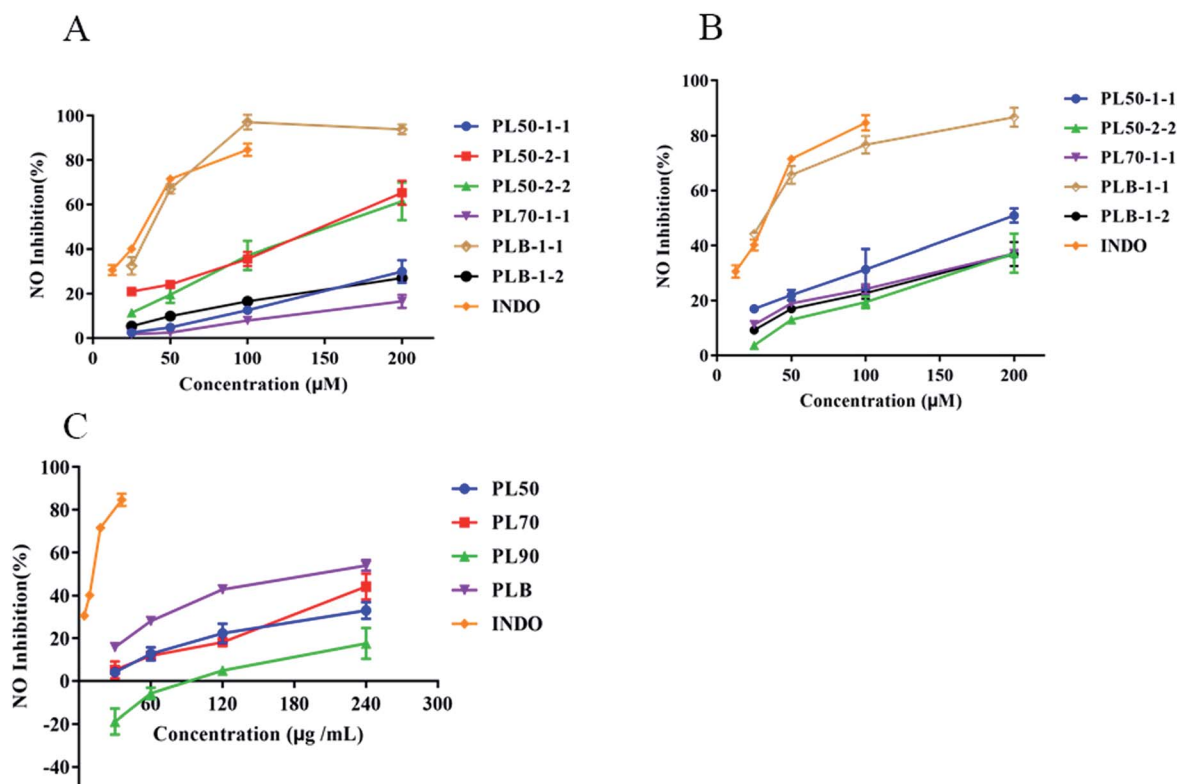 A
NO Inhibition(%)
100
80
60
40
20
0
0
50
100
150
200
Concentration (µM)
PL50-1-1
PL50-2-1
PL50-2-2
PL70-1-1
PLB-1-1
PLB-1-2
INDO
B
NO Inhibition(%)
100
80
60
40
20
0
0
50
100
150
200
Concentration (µM)
PL50-1-1
PL50-2-2
PL70-1-1
PLB-1-1
PLB-1-2
INDO
C
NO Inhibition(%)
100
80
60
40
20
0
-20
-40
60
120
180
240
300
Concentration (µg /mL)
PL50
PL70
PL90
PLB
INDO